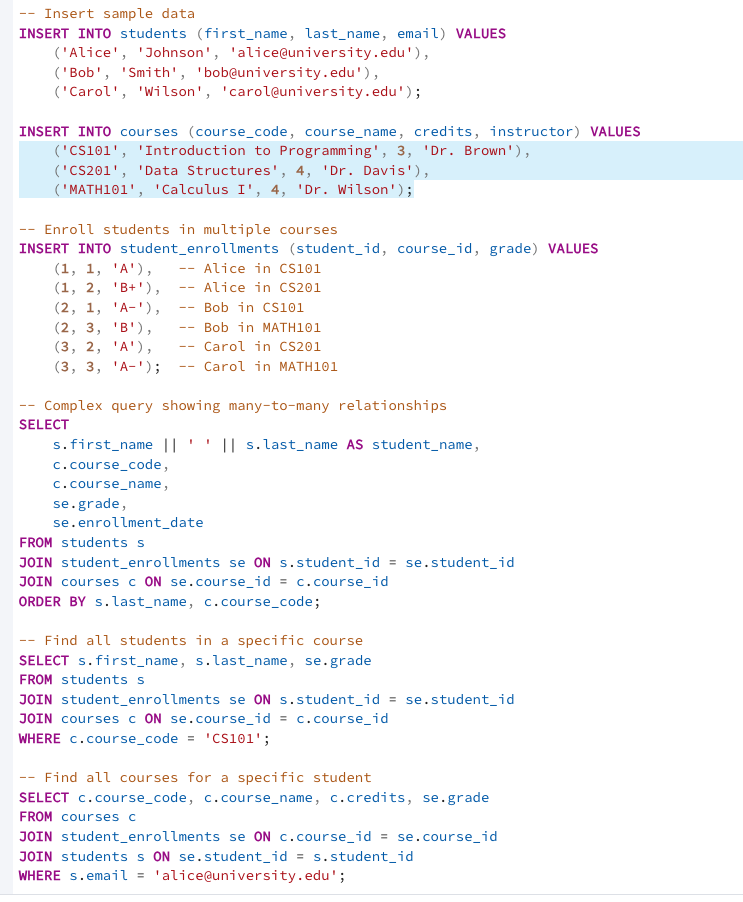 -- Insert sample data
INSERT INTO students (first_name, last_name, email) VALUES
    ('Alice', 'Johnson', 'alice@university.edu'),
    ('Bob', 'Smith', 'bob@university.edu'),
    ('Carol', 'Wilson', 'carol@university.edu');

INSERT INTO courses (course_code, course_name, credits, instructor) VALUES
    ('CS101', 'Introduction to Programming', 3, 'Dr. Brown'),
    ('CS201', 'Data Structures', 4, 'Dr. Davis'),
    ('MATH101', 'Calculus I', 4, 'Dr. Wilson');

-- Enroll students in multiple courses
INSERT INTO student_enrollments (student_id, course_id, grade) VALUES
    (1, 1, 'A'),   -- Alice in CS101
    (1, 2, 'B+'),  -- Alice in CS201
    (2, 1, 'A-'),  -- Bob in CS101
    (2, 3, 'B'),   -- Bob in MATH101
    (3, 2, 'A'),   -- Carol in CS201
    (3, 3, 'A-');  -- Carol in MATH101

-- Complex query showing many-to-many relationships
SELECT
    s.first_name || ' ' || s.last_name AS student_name,
    c.course_code,
    c.course_name,
    se.grade,
    se.enrollment_date
FROM students s
JOIN student_enrollments se ON s.student_id = se.student_id
JOIN courses c ON se.course_id = c.course_id
ORDER BY s.last_name, c.course_code;

-- Find all students in a specific course
SELECT s.first_name, s.last_name, se.grade
FROM students s
JOIN student_enrollments se ON s.student_id = se.student_id
JOIN courses c ON se.course_id = c.course_id
WHERE c.course_code = 'CS101';

-- Find all courses for a specific student
SELECT c.course_code, c.course_name, c.credits, se.grade
FROM courses c
JOIN student_enrollments se ON c.course_id = se.course_id
JOIN students s ON se.student_id = s.student_id
WHERE s.email = 'alice@university.edu';